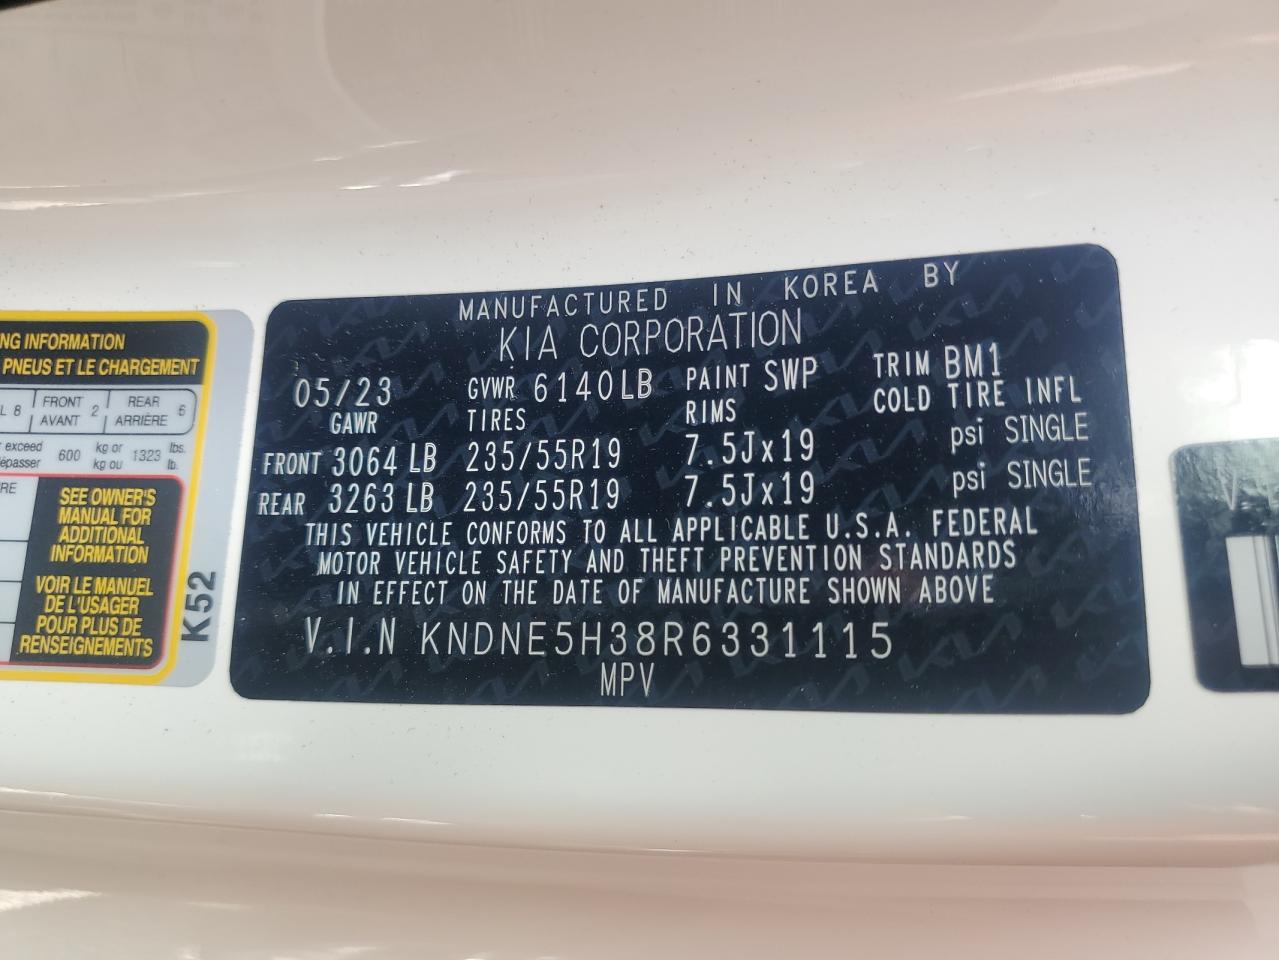 NG INFORMATION
PNEUS ET LE CHARGEMENT
L 8 FRONT AVANT 2 REAR ARRIÈRE 6
exceed dépasser 600 kg or kg ou 1323 lbs. lb.
SEE OWNER'S
MANUAL FOR
ADDITIONAL
INFORMATION
VOIR LE MANUEL
DE L'USAGER
POUR PLUS DE
RENSEIGNEMENTS
K52
MANUFACTURED IN KOREA BY
KIA CORPORATION
05/23 GVWR 6140LB PAINT SWP TRIM BM1
GAWR TIRES RIMS COLD TIRE INFL
FRONT 3064 LB 235/55R19 7.5Jx19 psi SINGLE
REAR 3263 LB 235/55R19 7.5Jx19 psi SINGLE
THIS VEHICLE CONFORMS TO ALL APPLICABLE U.S.A. FEDERAL
MOTOR VEHICLE SAFETY AND THEFT PREVENTION STANDARDS
IN EFFECT ON THE DATE OF MANUFACTURE SHOWN ABOVE
V.I.N KNDNE5H38R6331115
MPV